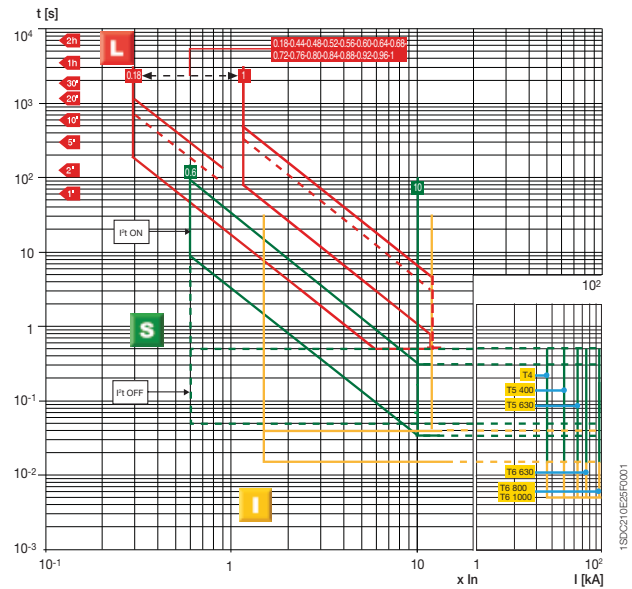 t [s]
10⁴
2h
L
0.18-0.44-0.48-0.52-0.56-0.60-0.64-0.68-
0.72-0.76-0.80-0.84-0.88-0.92-0.96-1
1h
0.18
1
30'
20'
10³
10'
5'
2'
0.6
10
10²
1'
I²t ON
10
10²
1
S
T4
I²t OFF
T5 400
T5 630
10⁻¹
10⁻²
T6 630
T6 800
T6 1000
I
10⁻³
10⁻¹
1
10
1
10²
x In
I [kA]
1SDC210E25F0001